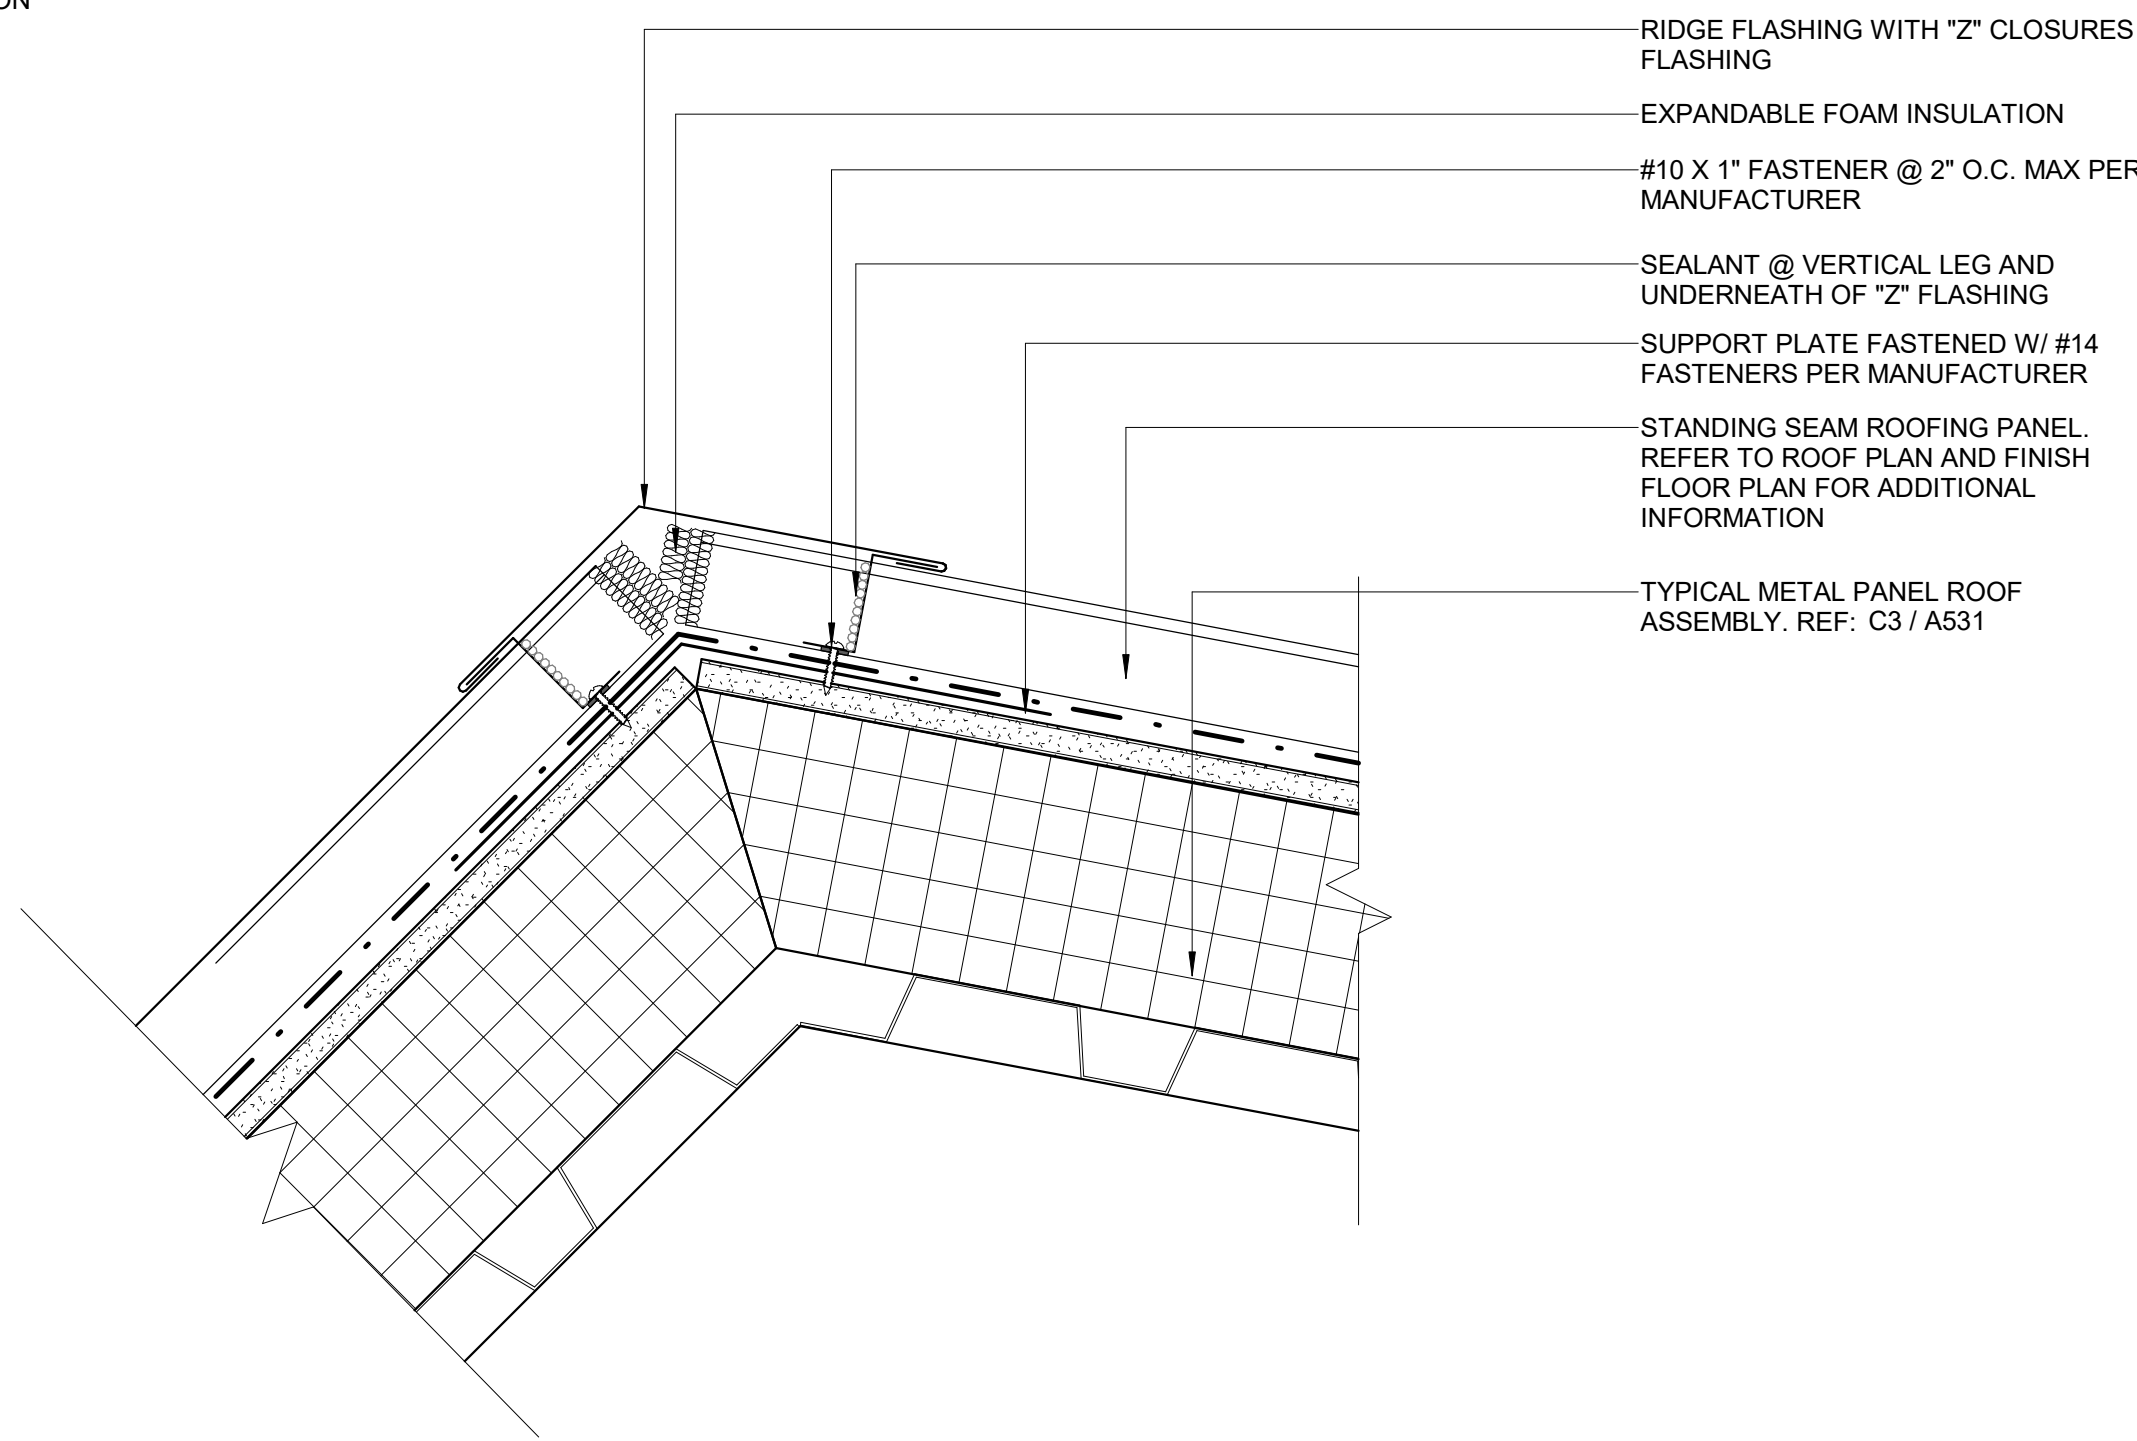 ON
RIDGE FLASHING WITH "Z" CLOSURES
FLASHING
EXPANDABLE FOAM INSULATION
#10 X 1" FASTENER @ 2" O.C. MAX PER
MANUFACTURER
SEALANT @ VERTICAL LEG AND
UNDERNEATH OF "Z" FLASHING
SUPPORT PLATE FASTENED W/ #14
FASTENERS PER MANUFACTURER
STANDING SEAM ROOFING PANEL.
REFER TO ROOF PLAN AND FINISH
FLOOR PLAN FOR ADDITIONAL
INFORMATION
TYPICAL METAL PANEL ROOF
ASSEMBLY. REF: C3 / A531